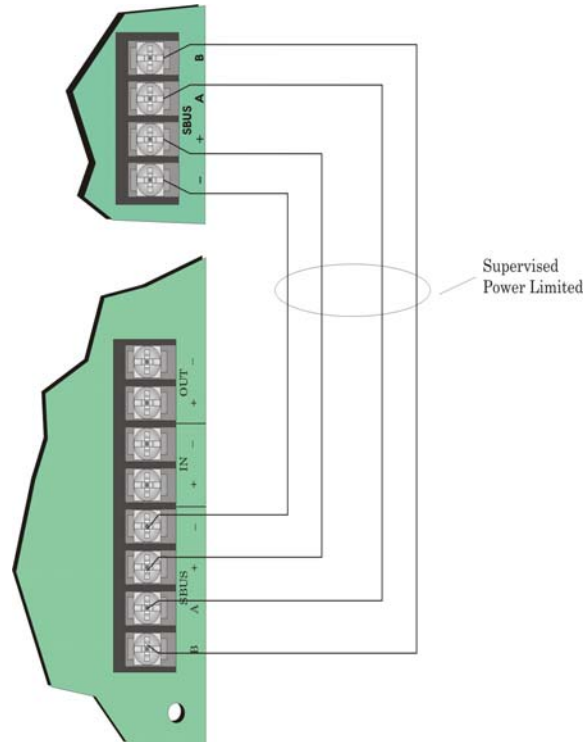 B
A
SBUS
+
–
Supervised
Power Limited
–
OUT
+
–
IN
+
–
+
SBUS
A
B